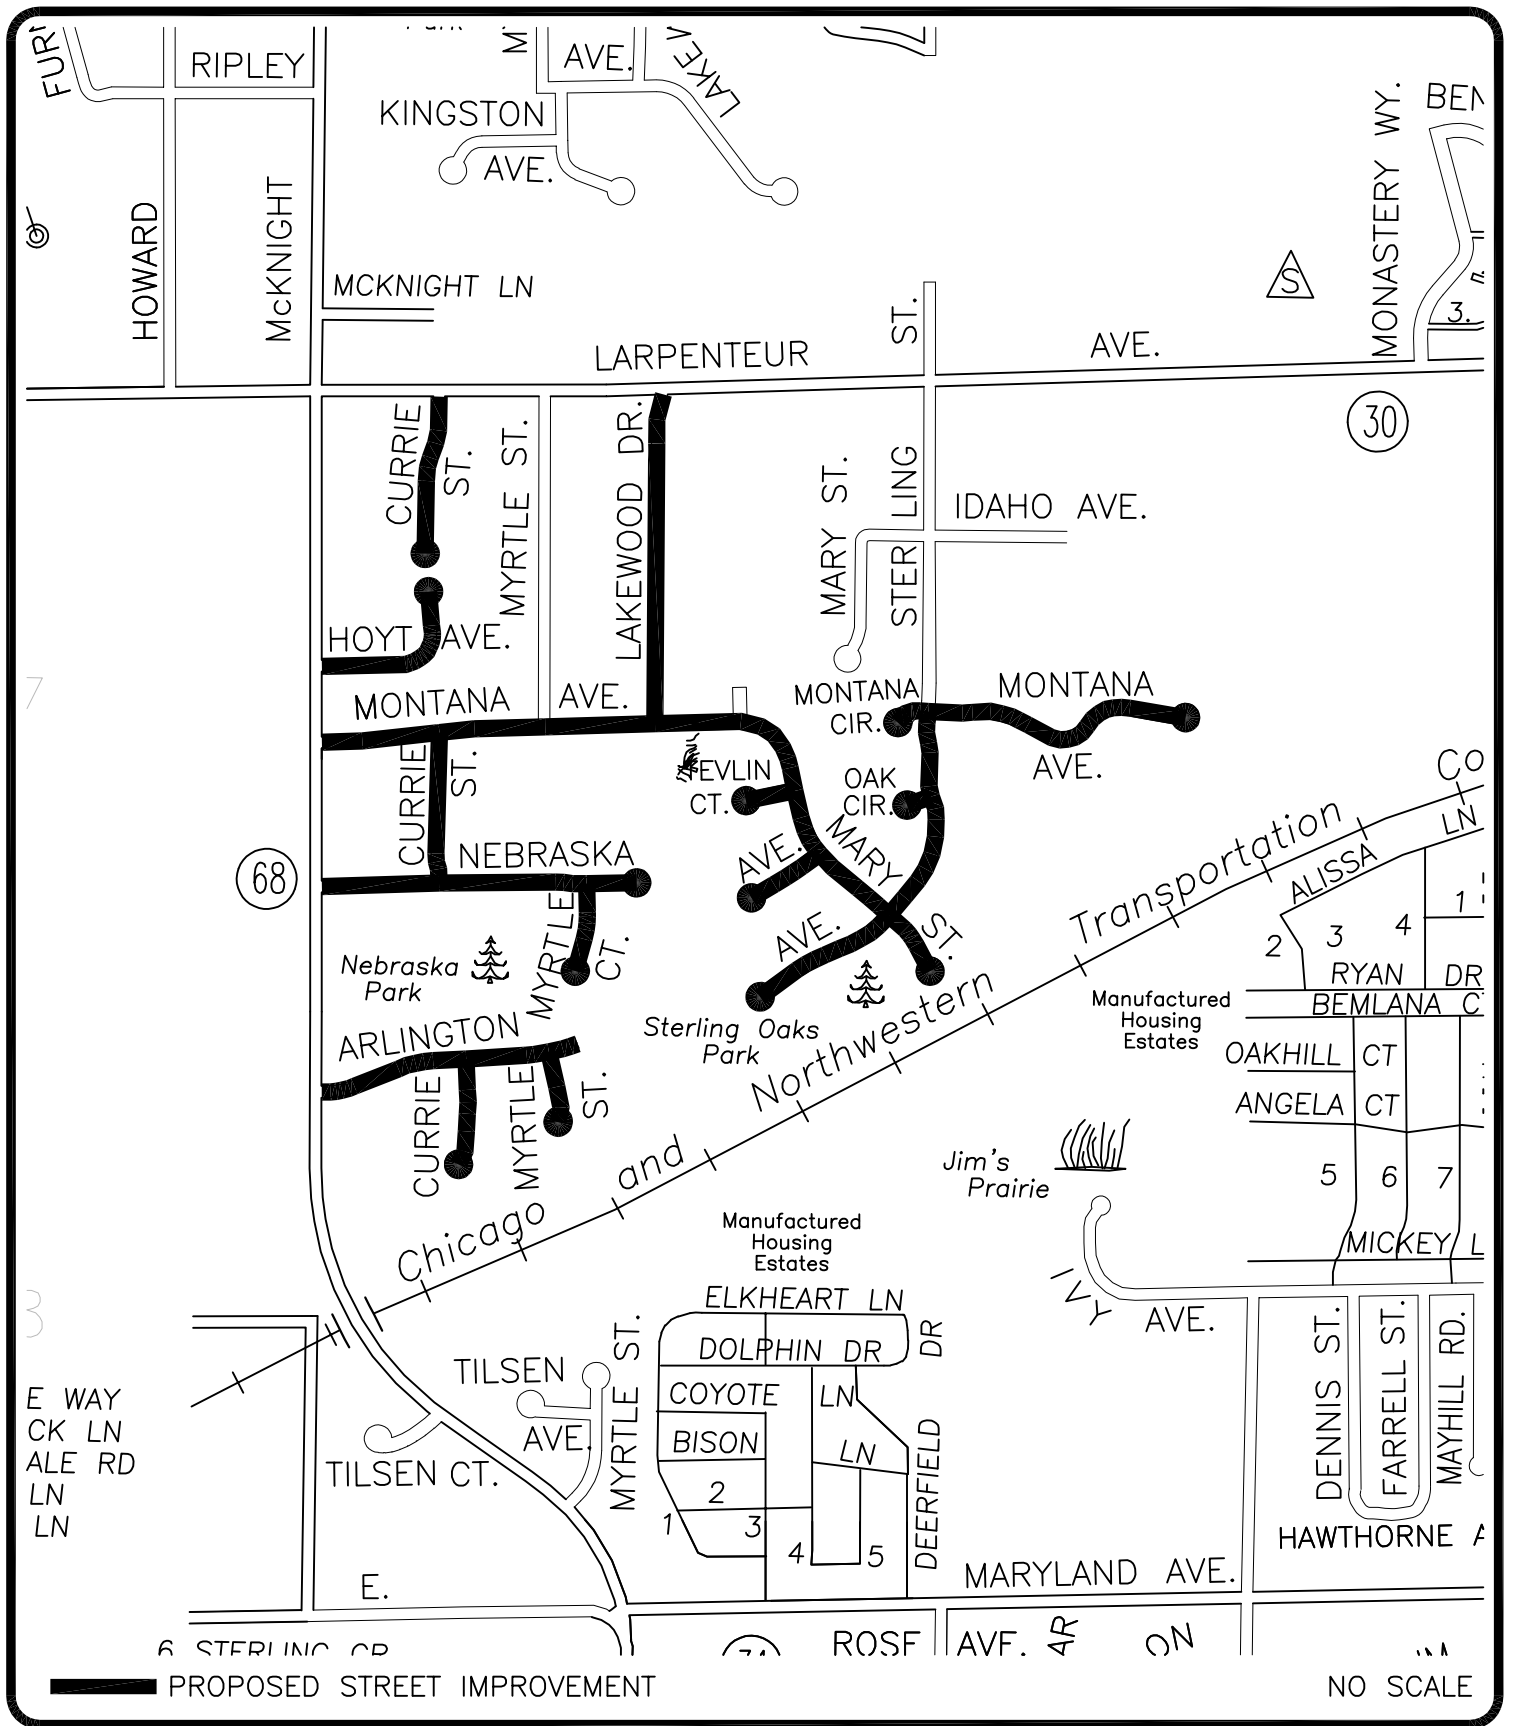 RIPLEY
AVE.
KINGSTON
AVE.
HOWARD
McKNIGHT
MCKNIGHT LN
MONASTERY WY.
S
3.
LARPENTEUR AVE.
ST.
30
CURRIE
ST.
MYRTLE ST.
LAKEWOOD DR.
MARY ST.
STER LING
IDAHO AVE.
HOYT AVE.
MONTANA AVE.
MONTANA
CIR.
MONTANA
AVE.
CURRIE
ST.
CT.
OAK
CIR.
MARY
ST.
AVE.
AVE.
68
NEBRASKA
MYRTLE
CT.
Nebraska
Park
Sterling Oaks
Park
ARLINGTON
CURRIE
MYRTLE
ST.
Chicago and Northwestern Transportation Co
ALISSA LN
1
2
3
4
RYAN DR
BEMLANA C
Manufactured
Housing
Estates
OAKHILL CT
ANGELA CT
5
6
7
MICKEY L
Jim's
Prairie
IVY
AVE.
Manufactured
Housing
Estates
ELKHEART LN
DOLPHIN DR
DR
COYOTE LN
BISON LN
DEERFIELD
1
2
3
4
5
TILSEN
AVE.
TILSEN CT.
MYRTLE ST.
DENNIS ST.
FARRELL ST.
MAYHILL RD.
HAWTHORNE A
E WAY
CK LN
ALE RD
LN
LN
E.
MARYLAND AVE.
6 STERLING CR
PROPOSED STREET IMPROVEMENT
NO SCALE